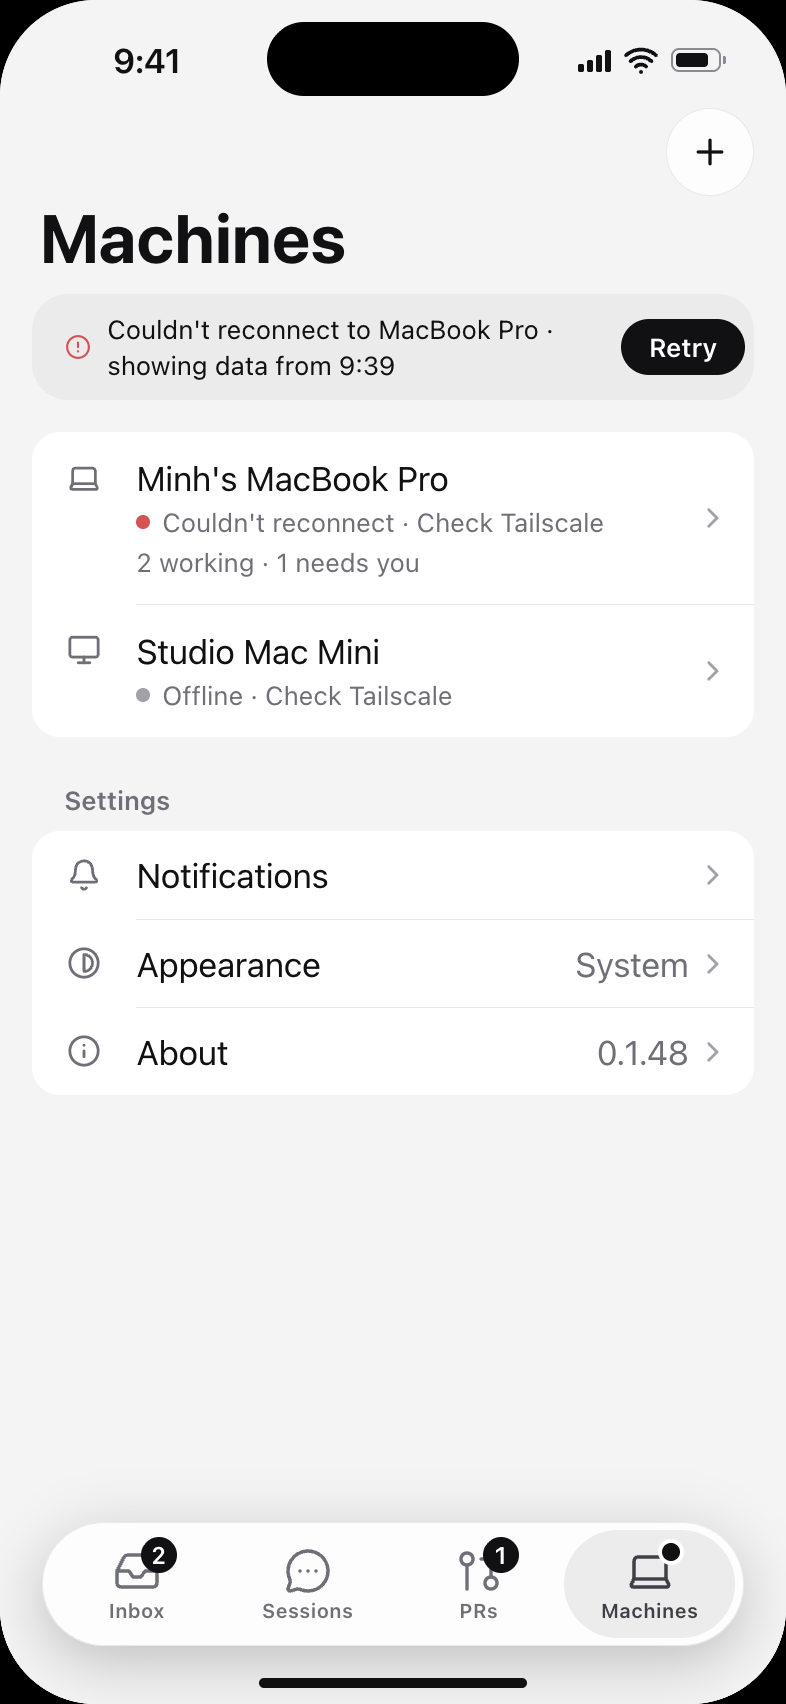 9:41
Machines
Couldn't reconnect to MacBook Pro ·
showing data from 9:39
Retry
Minh's MacBook Pro
Couldn't reconnect · Check Tailscale
2 working · 1 needs you
Studio Mac Mini
Offline · Check Tailscale
Settings
Notifications
Appearance
System
About
0.1.48
2
1
Inbox
Sessions
PRs
Machines